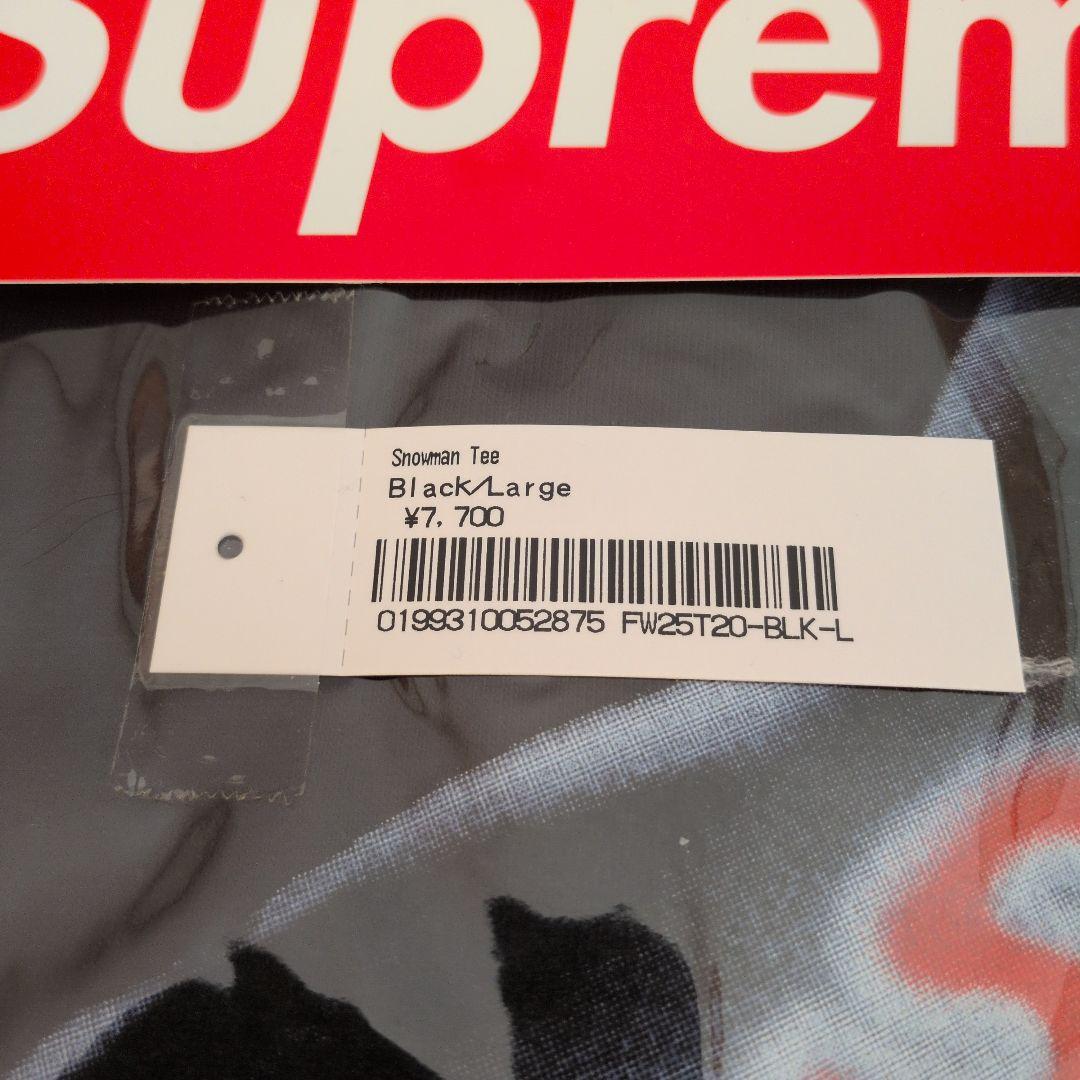 Suprem
Snowman Tee
Black/Large
¥7,700
0199310052875 FW25T20-BLK-L